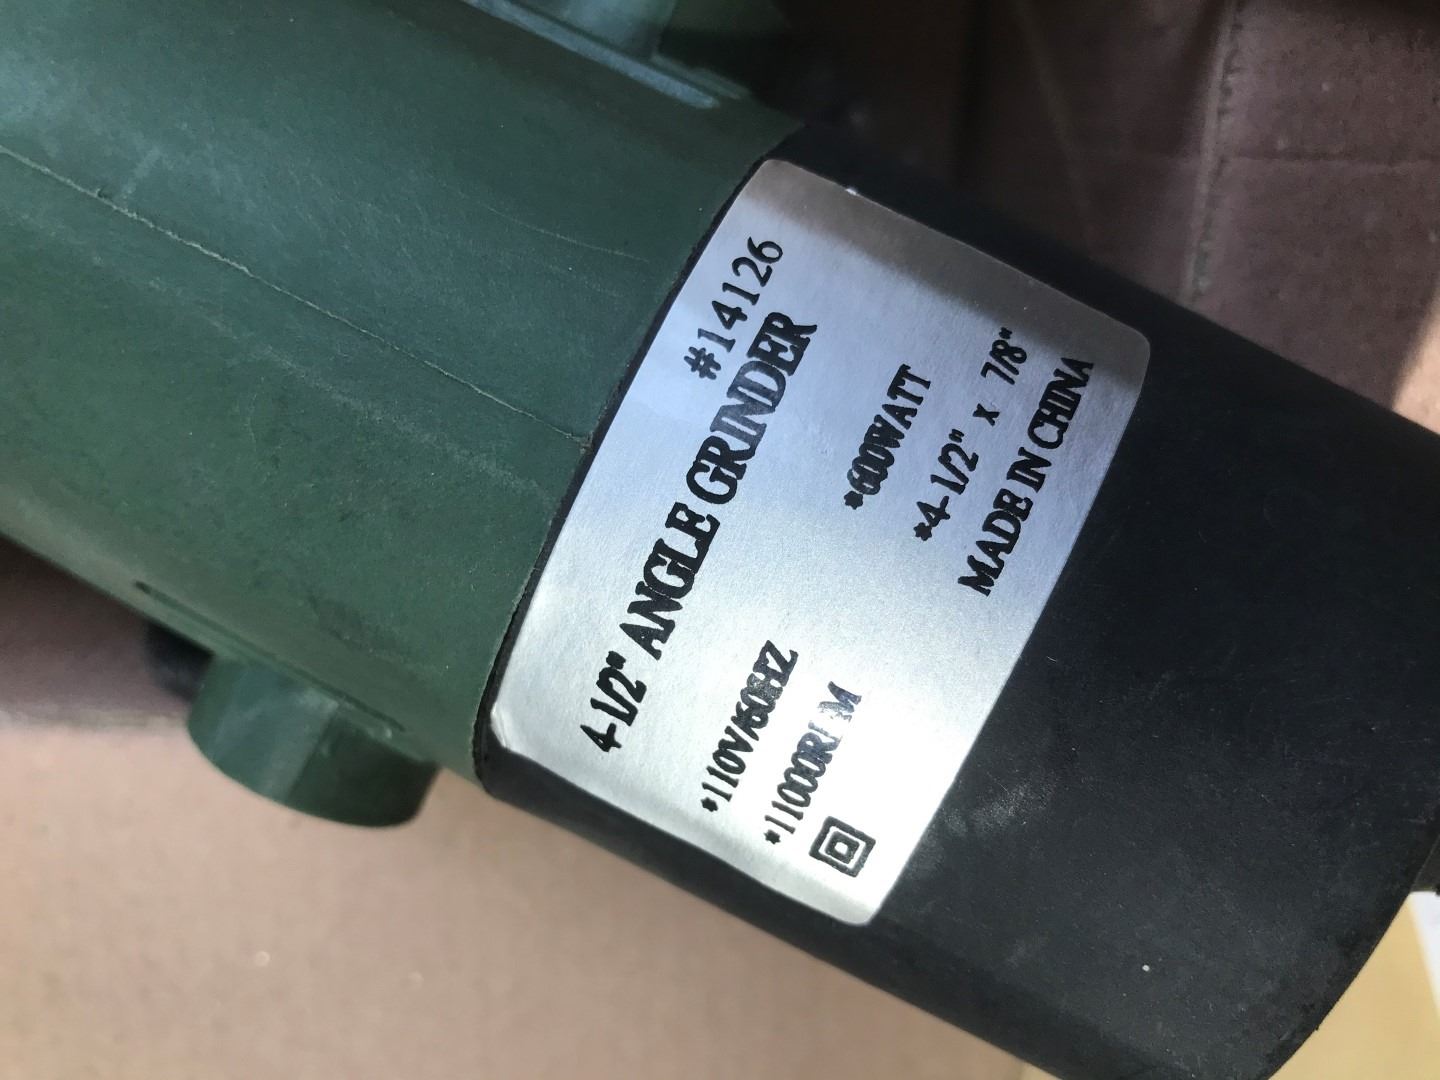 #14126
4-1/2" ANGLE GRINDER
*110V/60HZ *600WATT
*11000RPM *4-1/2" x 7/8"
MADE IN CHINA